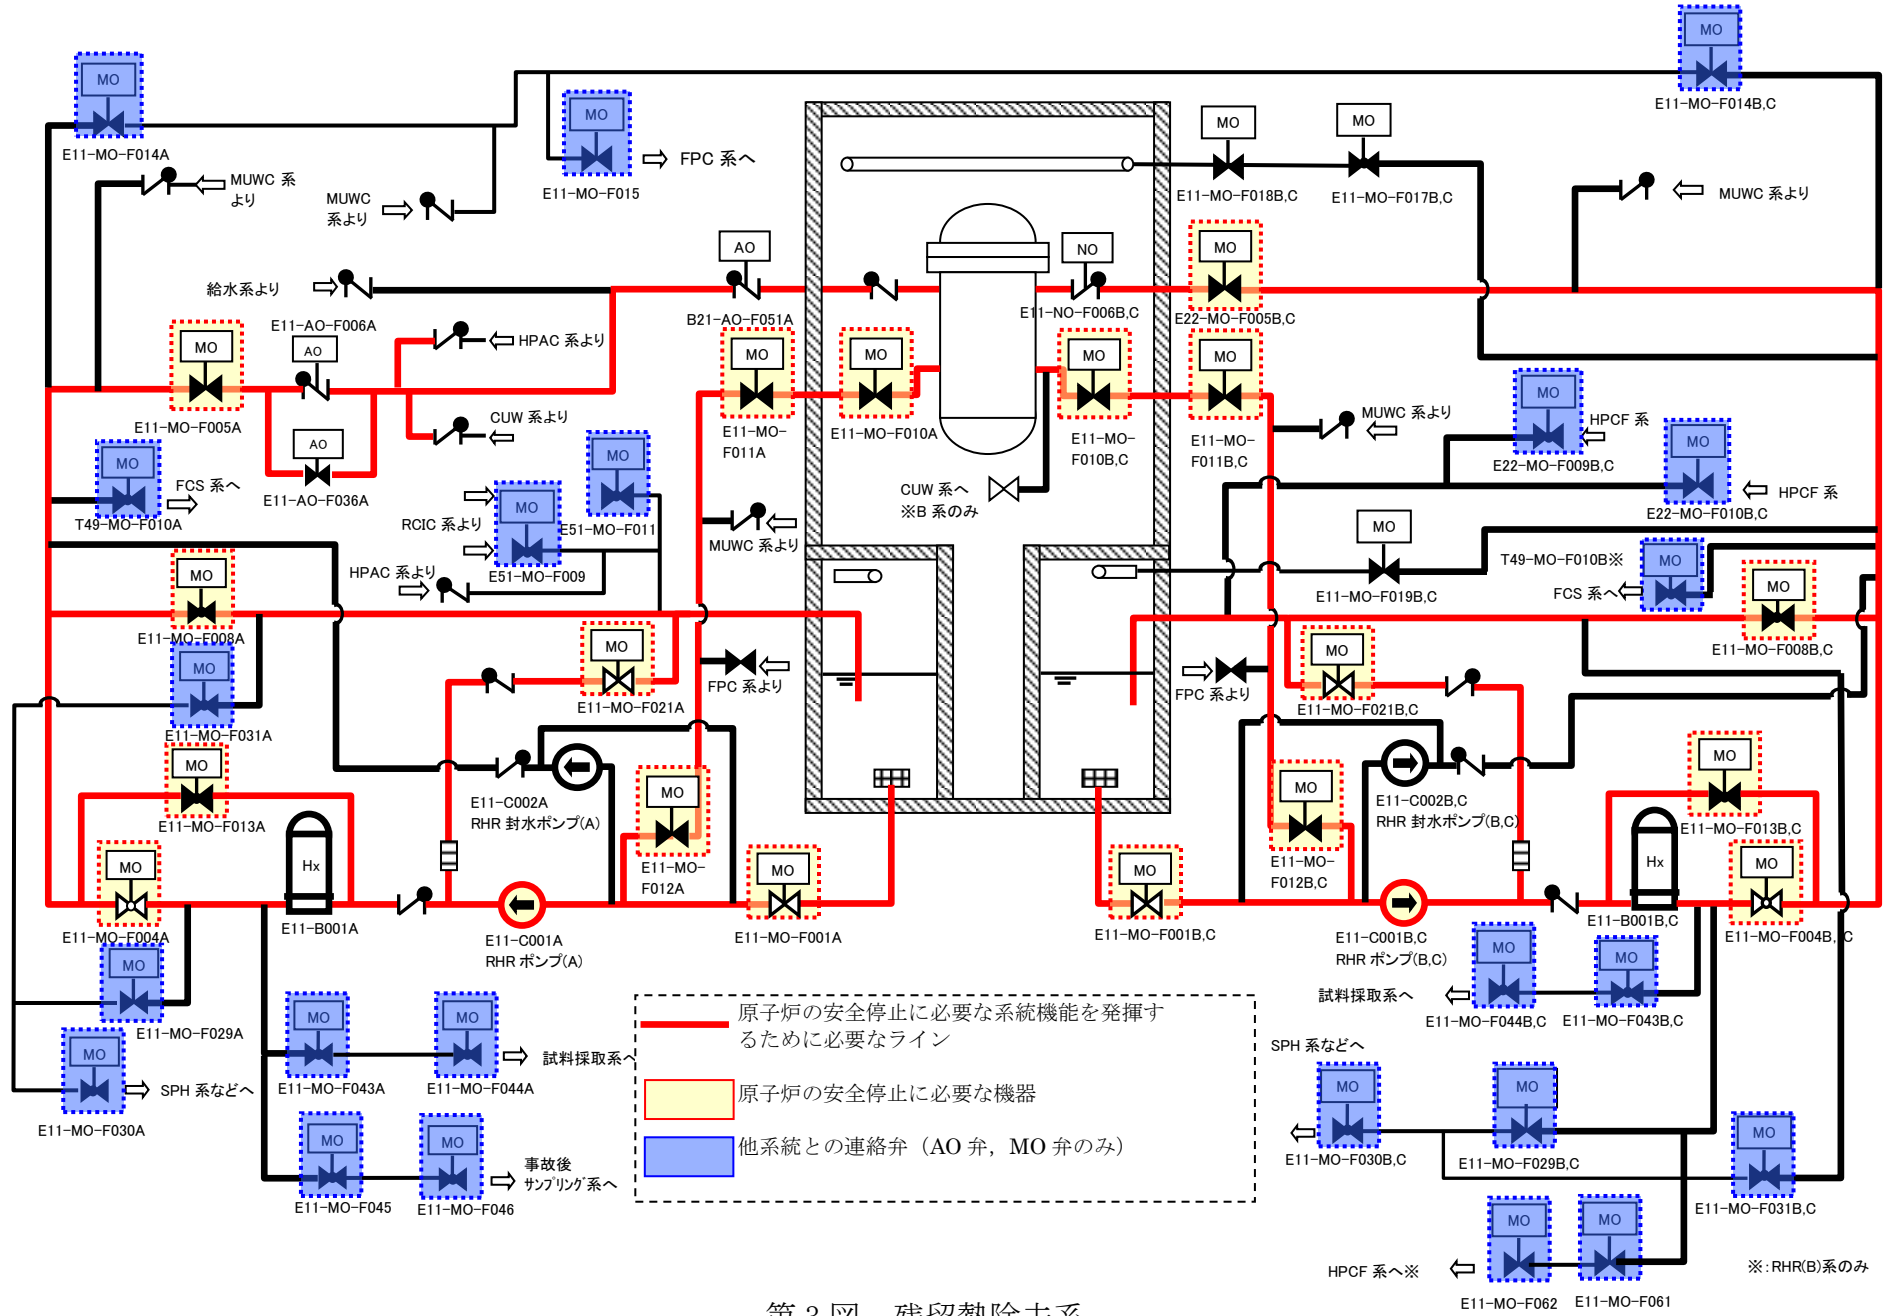 MO
E11-MO-F014B,C
MO
E11-MO-F014A
MO
E11-MO-F015
FPC 系へ
MO
E11-MO-F018B,C
MO
E11-MO-F017B,C
MUWC 系
より
MUWC
系より
MUWC 系より
給水系より
AO
B21-AO-F051A
NO
E11-NO-F006B,C
MO
E22-MO-F005B,C
E11-AO-F006A
AO
MO
E11-MO-F005A
HPAC 系より
CUW 系より
AO
E11-AO-F036A
MO
E11-MO-
F011A
MO
E11-MO-F010A
MO
E11-MO-
F010B,C
MO
E11-MO-
F011B,C
MUWC 系より
MO
E22-MO-F009B,C
HPCF 系
MO
E22-MO-F010B,C
HPCF 系
MO
T49-MO-F010A
FCS 系へ
RCIC 系より
MO
E51-MO-F009
MO
E51-MO-F011
HPAC 系より
MUWC 系より
CUW 系へ
※B 系のみ
MO
E11-MO-F019B,C
T49-MO-F010B※
MO
FCS 系へ
MO
E11-MO-F008A
MO
E11-MO-F008B,C
MO
E11-MO-F031A
MO
E11-MO-F021A
FPC 系より
FPC 系より
MO
E11-MO-F021B,C
MO
E11-MO-F013A
E11-C002A
RHR 封水ポンプ(A)
MO
E11-MO-
F012A
MO
E11-MO-
F012B,C
E11-C002B,C
RHR 封水ポンプ(B,C)
MO
E11-MO-F013B,C
MO
E11-MO-F004A
Hx
E11-B001A
E11-C001A
RHR ポンプ(A)
MO
E11-MO-F001A
MO
E11-MO-F001B,C
E11-C001B,C
RHR ポンプ(B,C)
Hx
E11-B001B,C
MO
E11-MO-F004B, C
MO
E11-MO-F029A
MO
E11-MO-F030A
SPH 系などへ
MO
E11-MO-F043A
MO
E11-MO-F044A
試料採取系へ
MO
E11-MO-F045
MO
E11-MO-F046
事故後
サンプリング系へ
原子炉の安全停止に必要な系統機能を発揮す
るために必要なライン
原子炉の安全停止に必要な機器
他系統との連絡弁（AO 弁，MO 弁のみ）
試料採取系へ
MO
E11-MO-F044B,C
MO
E11-MO-F043B,C
SPH 系などへ
MO
E11-MO-F030B,C
MO
E11-MO-F029B,C
MO
E11-MO-F031B,C
HPCF 系へ※
MO
E11-MO-F062
MO
E11-MO-F061
※:RHR(B)系のみ
第 3 図　残留熱除去系